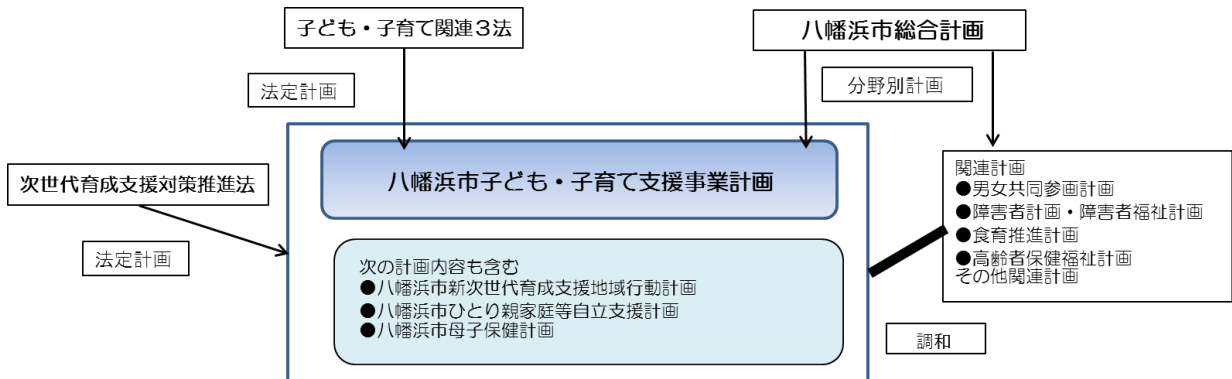 子ども・子育て関連３法
八幡浜市総合計画
法定計画
分野別計画
八幡浜市子ども・子育て支援事業計画
次世代育成支援対策推進法
法定計画
次の計画内容も含む
●八幡浜市新次世代育成支援地域行動計画
●八幡浜市ひとり親家庭等自立支援計画
●八幡浜市母子保健計画
関連計画
●男女共同参画計画
●障害者計画・障害者福祉計画
●食育推進計画
●高齢者保健福祉計画
その他関連計画
調和